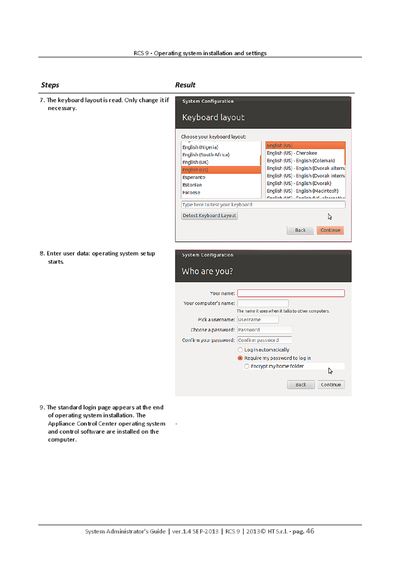 RCS 9 - Operating system installation and settings
Steps
Result
7. The keyboard layout is read. Only change it if
necessary.
System Configuration
Keyboard layout
Choose your keyboard layout:
English (Nigeria)
English (South Africa)
English (UK)
English (US)
Esperanto
Estonian
Faroese
English (US)
English (US) - Cherokee
English (US) - English (Colemak)
English (US) - English (Dvorak altern
English (US) - English (Dvorak intern
English (US) - English (Dvorak)
English (US) - English (Macintosh)
Type here to test your keyboard
Detect Keyboard Layout
Back
Continue
8. Enter user data: operating system setup
starts.
System Configuration
Who are you?
Your name:
Your computer's name:
The name it uses when it talks to other computers.
Pick a username:
Username
Choose a password:
Password
Confirm your password:
Confirm password
Log in automatically
Require my password to log in
Encrypt my home folder
Back
Continue
9. The standard login page appears at the end
of operating system installation. The
Appliance Control Center operating system
and control software are installed on the
computer.
-
System Administrator's Guide | ver.1.4 SEP-2013 | RCS 9 | 2013© HT S.r.l. - pag. 46